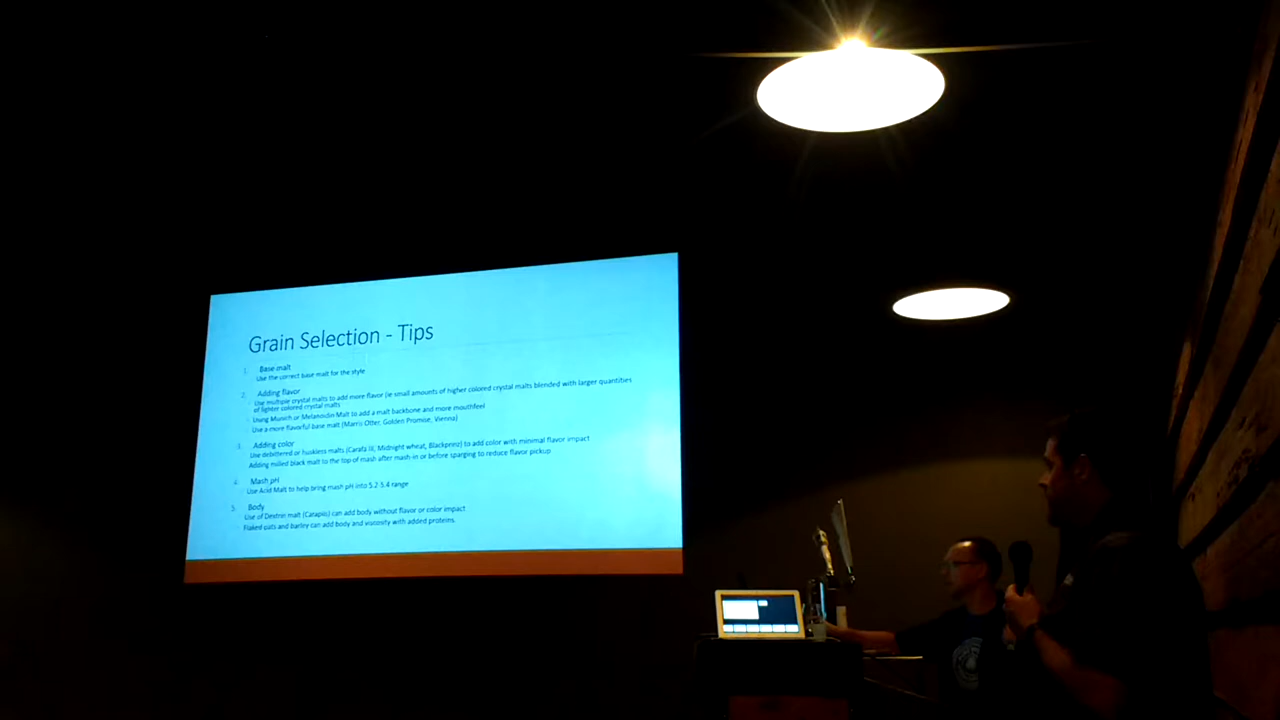 Grain Selection - Tips
1. Base malt
Use the correct base malt for the style
2. Adding flavor
Use multiple crystal malts to add more flavor (ie small amounts of higher colored crystal malts blended with larger quantities
of lighter colored crystal malts
Using Munich or Melanoidin Malt to add a malt backbone and more mouthfeel
Use a more flavorful base malt (Marris Otter, Golden Promise, Vienna)
3. Adding color
Use debittered or huskless malts (Carafa III, Midnight wheat, Blackprinz) to add color with minimal flavor impact
Adding milled black malt to the top of mash after mash-in or before sparging to reduce flavor pickup
4. Mash pH
Use Acid Malt to help bring mash pH into 5.2-5.4 range
5. Body
Use of Dextrin malt (Carapils) can add body without flavor or color impact
Flaked oats and barley can add body and viscosity with added proteins.